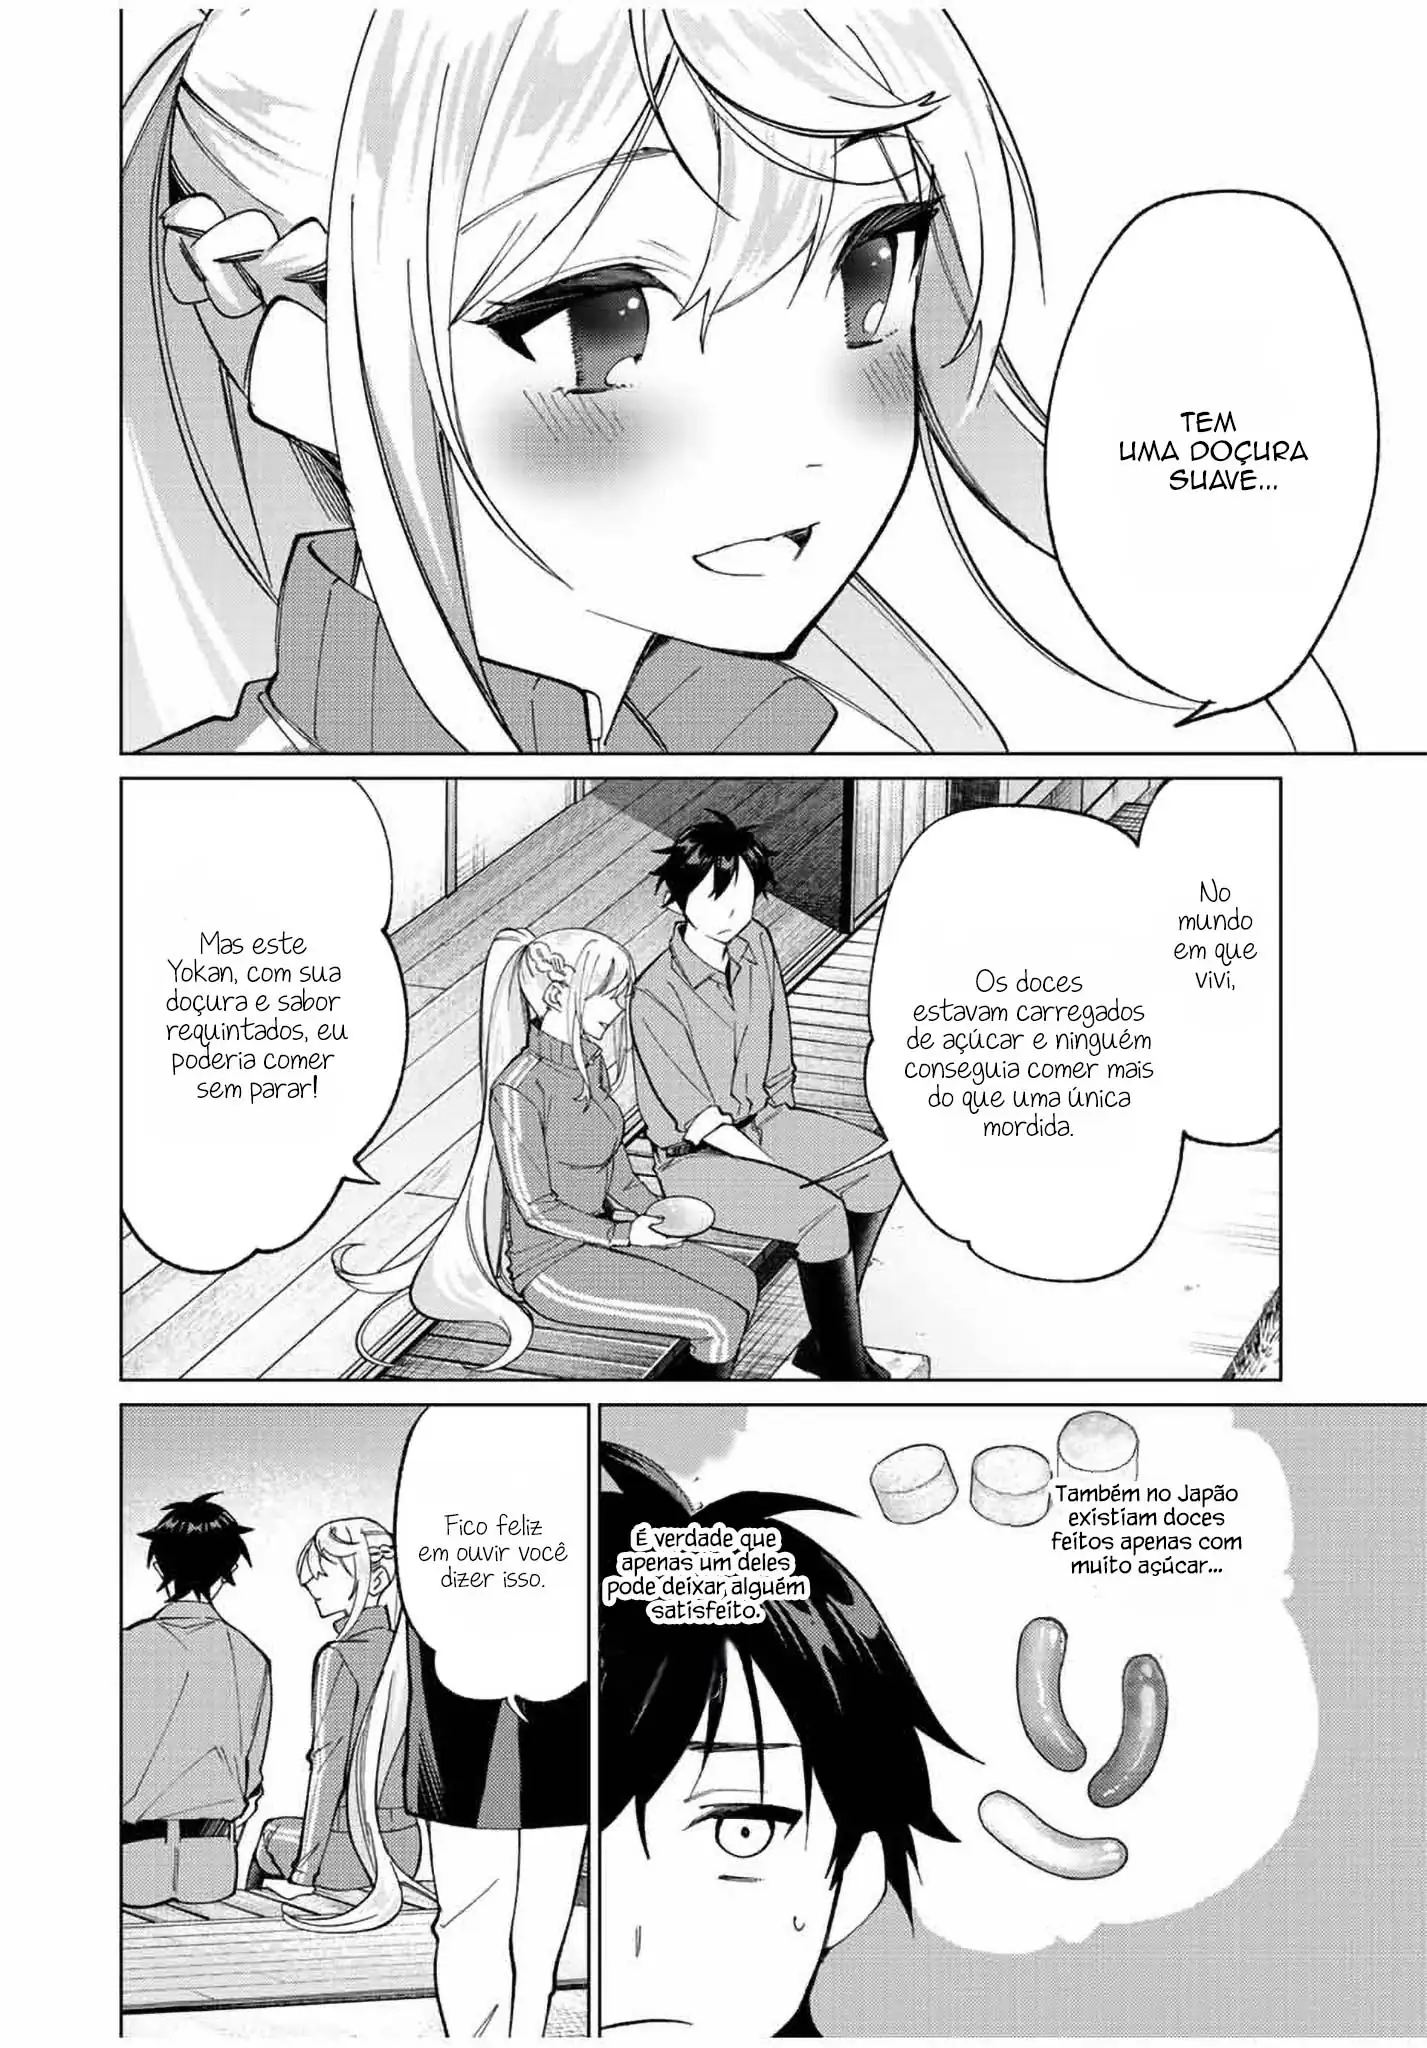 TEM
UMA DOÇURA
SUAVE...
No
mundo
em que
vivi,
Os doces
estavam carregados
de açúcar e ninguém
conseguia comer mais
do que uma única
mordida.
Mas este
Yokan, com sua
doçura e sabor
requintados, eu
poderia comer
sem parar!
Também no Japão
existiam doces
feitos apenas com
muito açúcar...
É verdade que
apenas um deles
pode deixar alguém
satisfeito.
Fico feliz
em ouvir você
dizer isso.